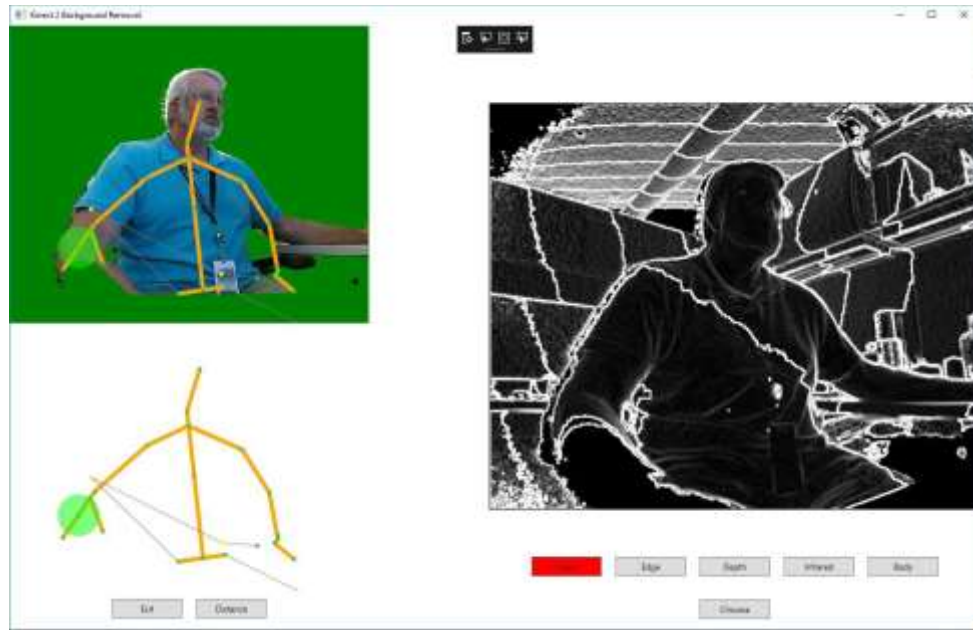 Kinect 2 Background Removal
Edge
Depth
Infrared
Body
Exit
Distance
Choose